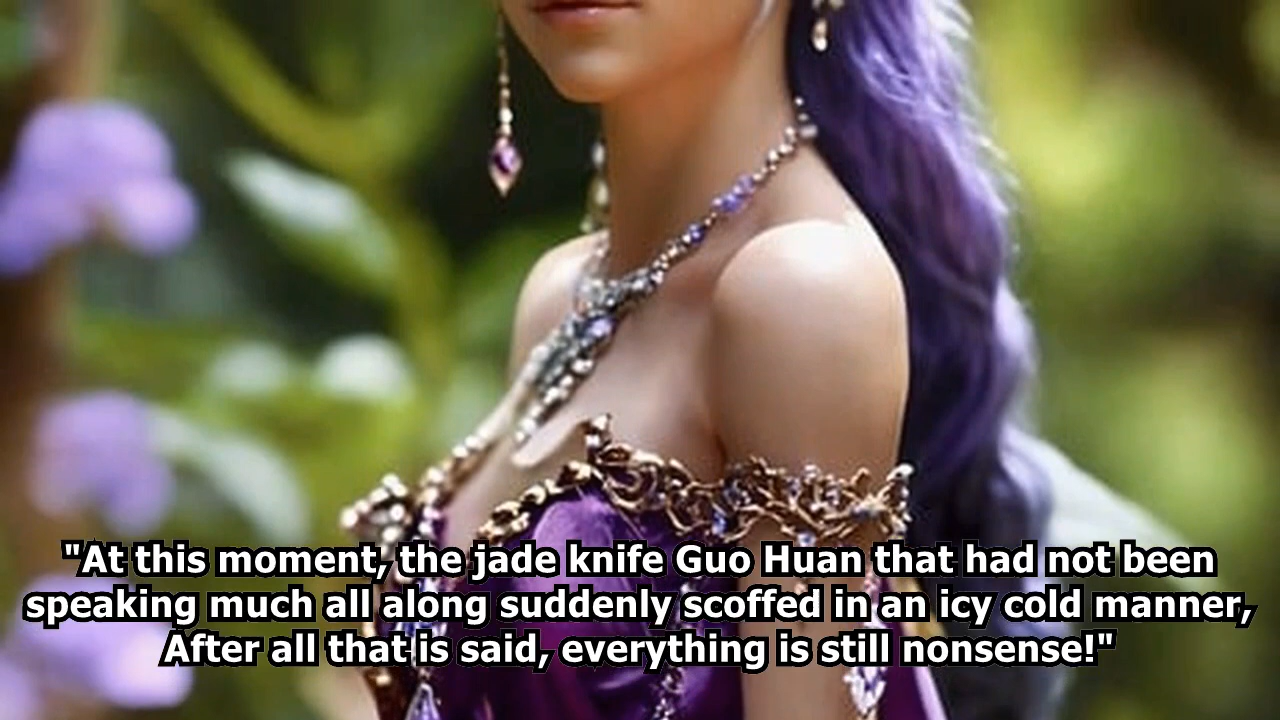 "At this moment, the jade knife Guo Huan that had not been
speaking much all along suddenly scoffed in an icy cold manner,
After all that is said, everything is still nonsense!"